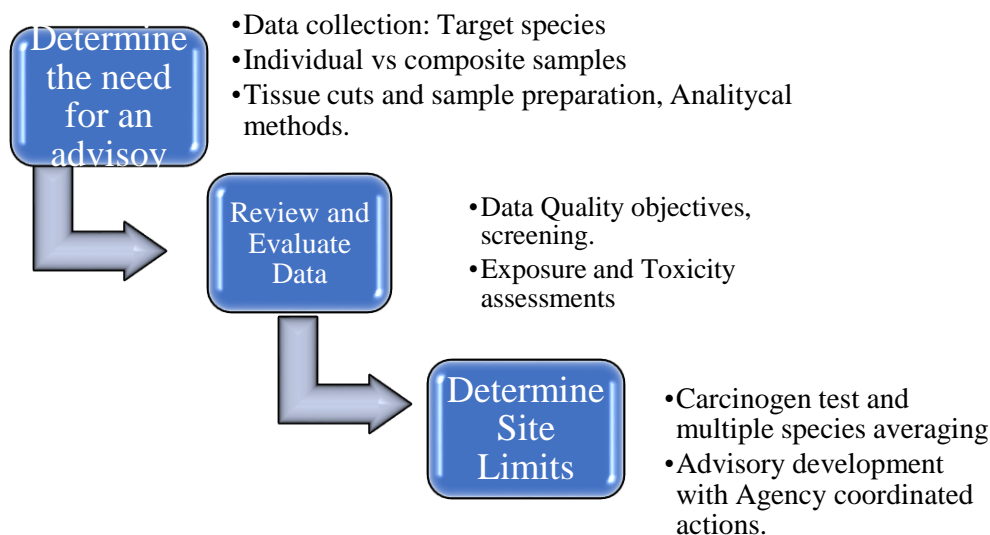 Determine
the need
for an
advisoy
•Data collection: Target species
•Individual vs composite samples
•Tissue cuts and sample preparation, Analitycal
methods.
Review and
Evaluate
Data
•Data Quality objectives,
screening.
•Exposure and Toxicity
assessments
Determine
Site
Limits
•Carcinogen test and
multiple species averaging
•Advisory development
with Agency coordinated
actions.